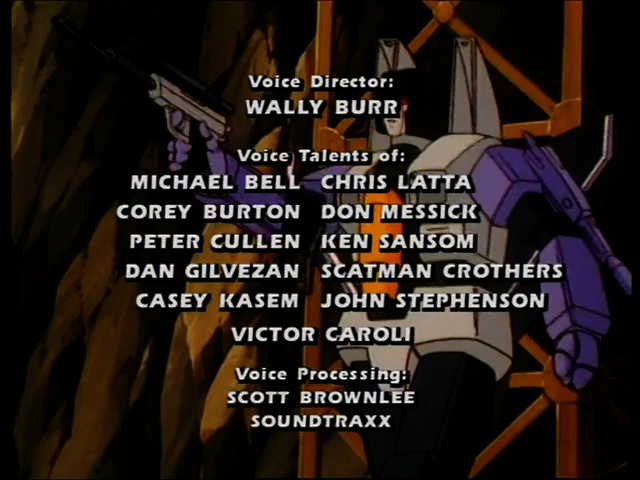 Voice Director:
WALLY BURR
Voice Talents of:
MICHAEL BELL CHRIS LATTA
COREY BURTON DON MESSICK
PETER CULLEN KEN SANSOM
DAN GILVEZAN SCATMAN CROTHERS
CASEY KASEM JOHN STEPHENSON
VICTOR CAROLI
Voice Processing:
SCOTT BROWNLEE
SOUNDTRAXX